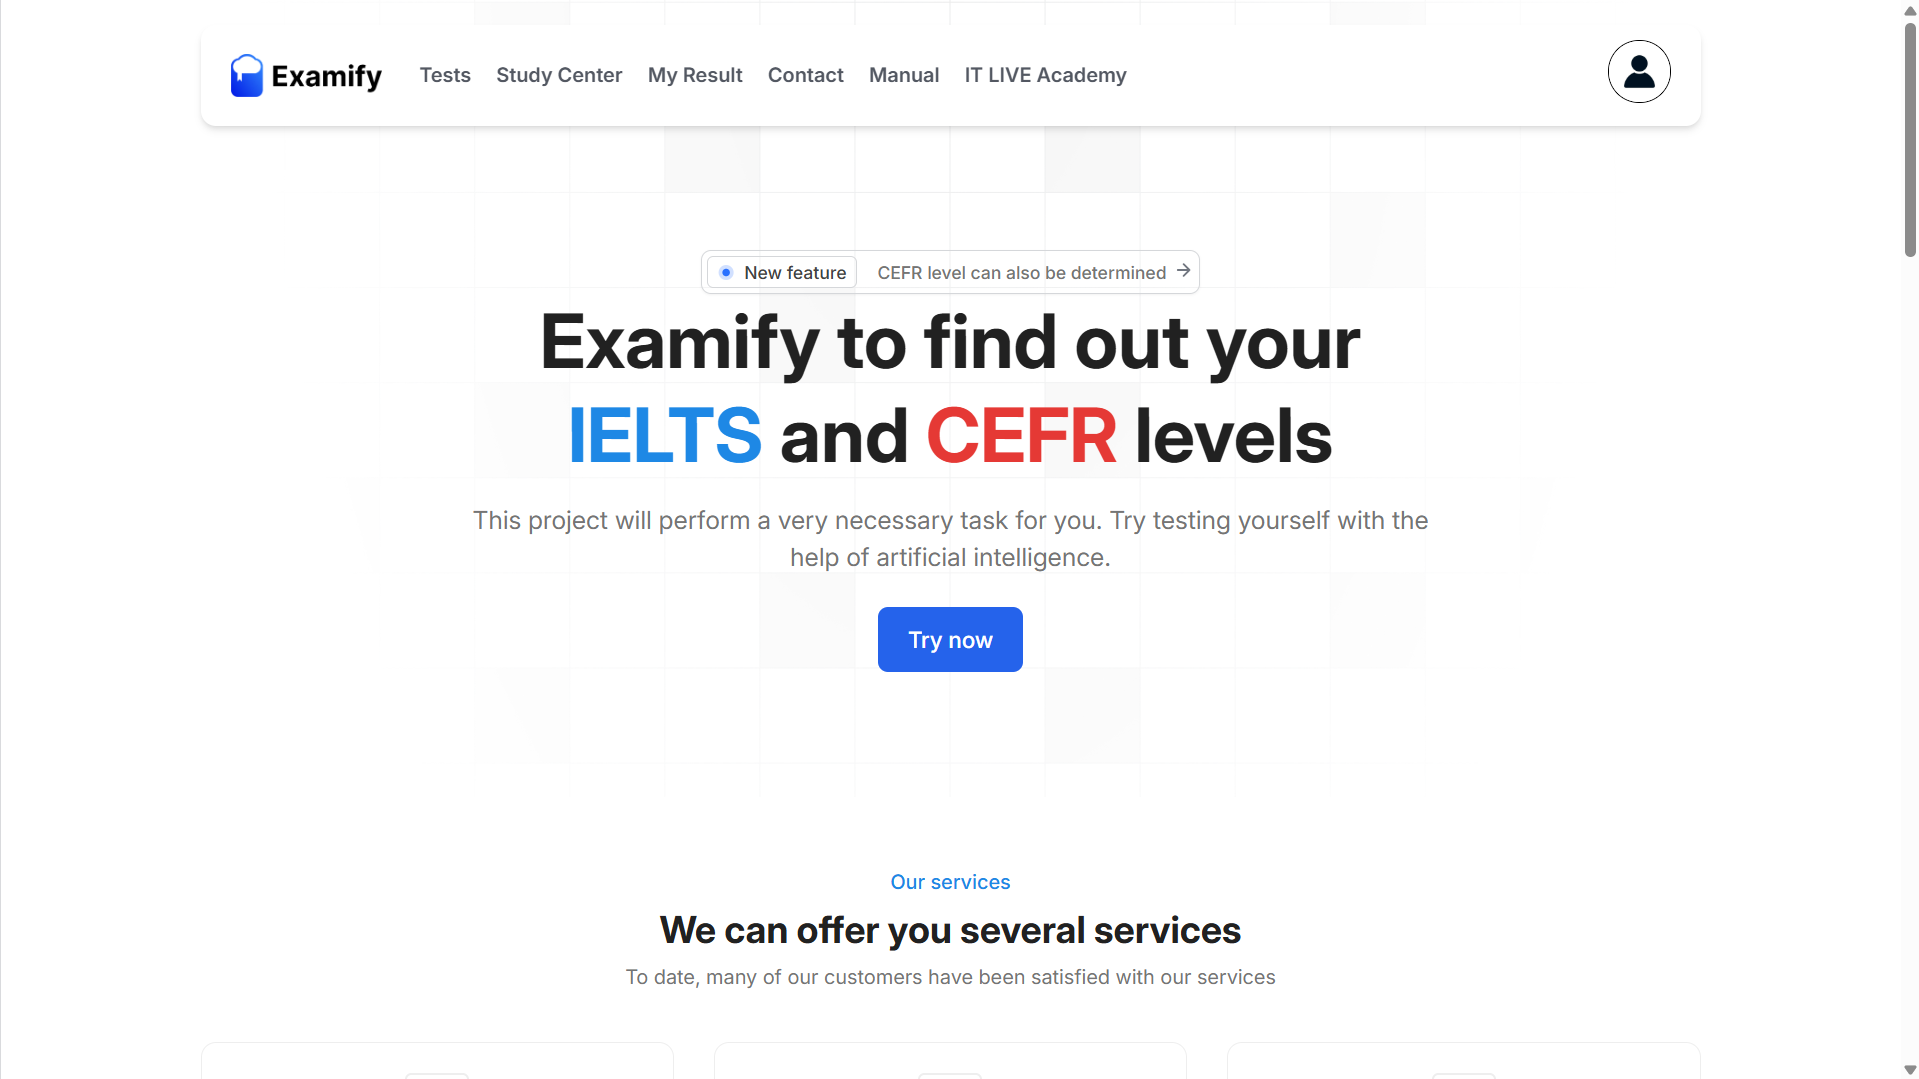 Examify
Tests
Study Center
My Result
Contact
Manual
IT LIVE Academy
New feature
CEFR level can also be determined
Examify to find out your
IELTS and CEFR levels
This project will perform a very necessary task for you. Try testing yourself with the
help of artificial intelligence.
Try now
Our services
We can offer you several services
To date, many of our customers have been satisfied with our services